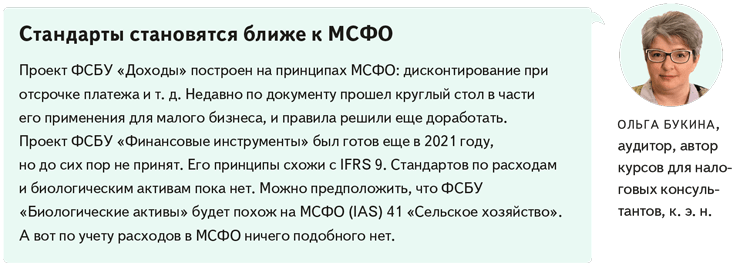 Стандарты становятся ближе к МСФО
Проект ФСБУ «Доходы» построен на принципах МСФО: дисконтирование при
отсрочке платежа и т. д. Недавно по документу прошел круглый стол в части
его применения для малого бизнеса, и правила решили еще доработать.
Проект ФСБУ «Финансовые инструменты» был готов еще в 2021 году,
но до сих пор не принят. Его принципы схожи с IFRS 9. Стандартов по расходам
и биологическим активам пока нет. Можно предположить, что ФСБУ
«Биологические активы» будет похож на МСФО (IAS) 41 «Сельское хозяйство».
А вот по учету расходов в МСФО ничего подобного нет.
ОЛЬГА БУКИНА,
аудитор, автор
курсов для нало-
говых консуль-
тантов, к. э. н.